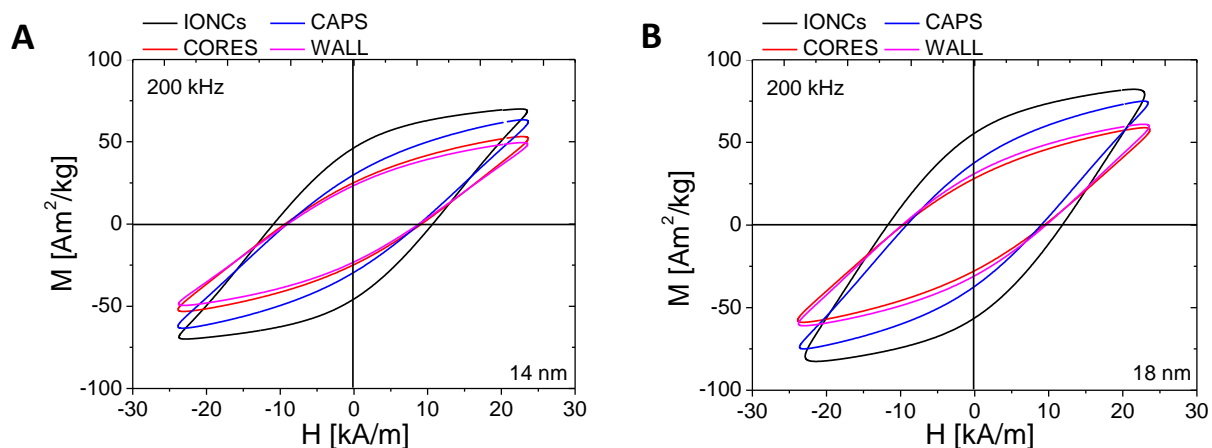 A
IONCs CAPS
CORES WALL
100
50
0
-50
-100
200 kHz
14 nm
-30 -20 -10 0 10 20 30
M [Am²/kg]
H [kA/m]
B
IONCs CAPS
CORES WALL
100
50
0
-50
-100
200 kHz
18 nm
-30 -20 -10 0 10 20 30
M [Am²/kg]
H [kA/m]